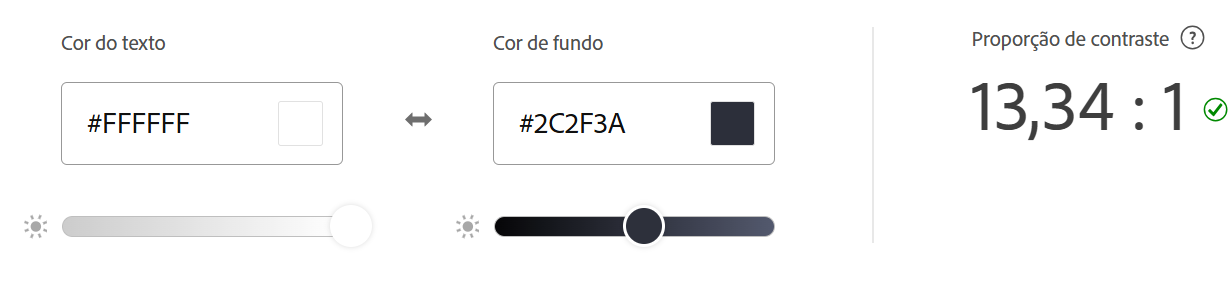 Cor do texto
#FFFFFF
Cor de fundo
#2C2F3A
Proporção de contraste ?
13,34 : 1